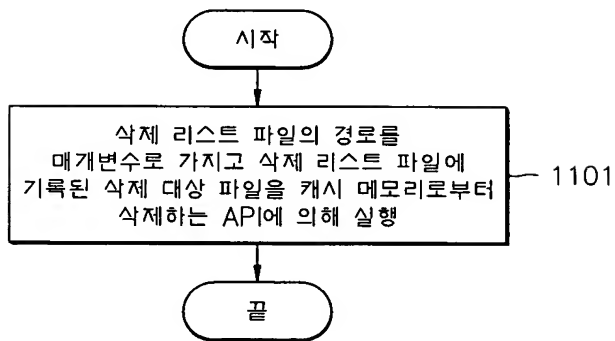 시작
삭제 리스트 파일의 경로를
매개변수로 가지고 삭제 리스트 파일에
기록된 삭제 대상 파일을 캐시 메모리로부터
삭제하는 API에 의해 실행
1101
끝